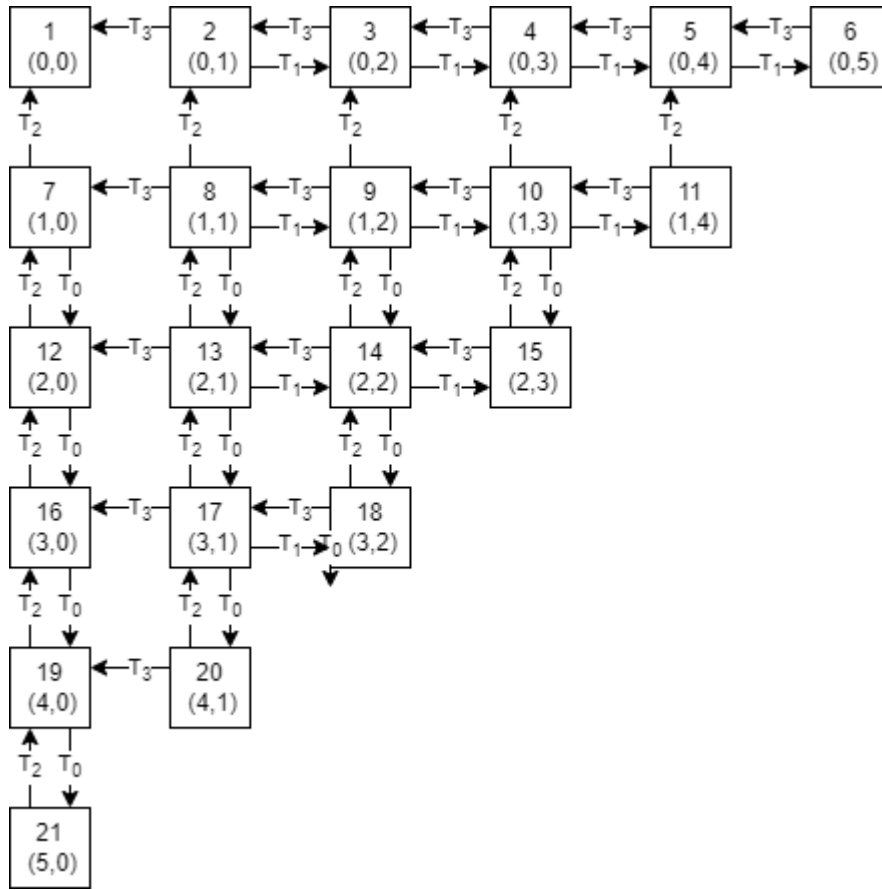 1 T₃ 2 T₃ 3 T₃ 4 T₃ 5 T₃ 6
(0,0) (0,1) T₁ (0,2) T₁ (0,3) T₁ (0,4) T₁ (0,5)
T₂ T₂ T₂ T₂ T₂
7 T₃ 8 T₃ 9 T₃ 10 T₃ 11
(1,0) (1,1) T₁ (1,2) T₁ (1,3) T₁ (1,4)
T₂ T₀ T₂ T₀ T₂ T₀ T₂ T₀
12 T₃ 13 T₃ 14 T₃ 15
(2,0) (2,1) T₁ (2,2) T₁ (2,3)
T₂ T₀ T₂ T₀ T₂ T₀
16 T₃ 17 T₃ 18
(3,0) (3,1) T₁ T₀ (3,2)
T₂ T₀ T₂ T₀
19 T₃ 20
(4,0) (4,1)
T₂ T₀
21
(5,0)